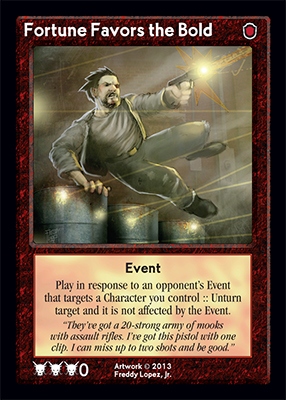 Fortune Favors the Bold
Event
Play in response to an opponent's Event
that targets a Character you control :: Unturn
target and it is not affected by the Event.
"They've got a 20-strong army of mooks
with assault rifles. I've got this pistol with one
clip. I can miss up to two shots and be good."
0
Artwork © 2013
Freddy Lopez, Jr.